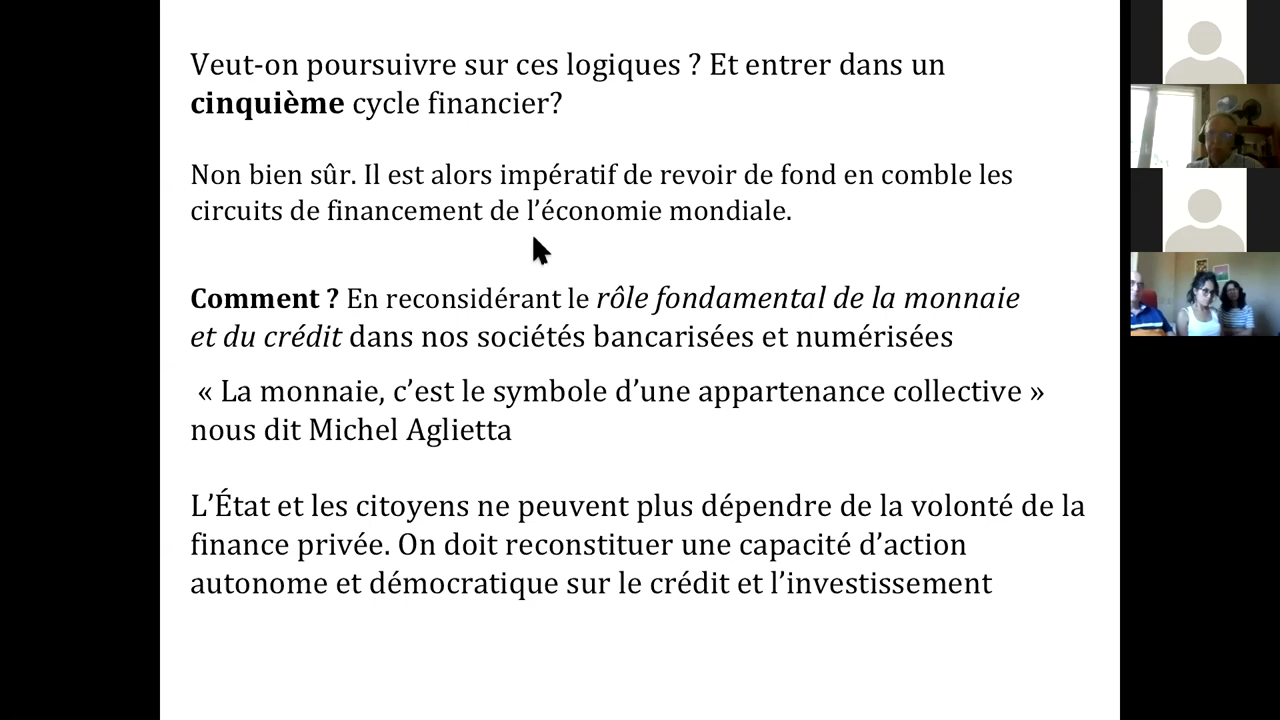 Veut-on poursuivre sur ces logiques ? Et entrer dans un
cinquième cycle financier?
Non bien sûr. Il est alors impératif de revoir de fond en comble les
circuits de financement de l’économie mondiale.
Comment ? En reconsidérant le rôle fondamental de la monnaie
et du crédit dans nos sociétés bancarisées et numérisées
« La monnaie, c’est le symbole d’une appartenance collective »
nous dit Michel Aglietta
L’État et les citoyens ne peuvent plus dépendre de la volonté de la
finance privée. On doit reconstituer une capacité d’action
autonome et démocratique sur le crédit et l’investissement